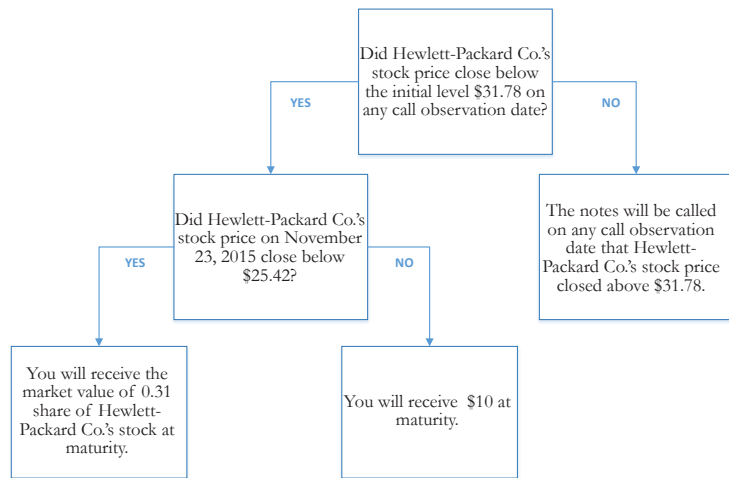 Did Hewlett-Packard Co.'s
stock price close below
the initial level $31.78 on
any call observation date?
YES
NO
Did Hewlett-Packard Co.'s
stock price on November
23, 2015 close below
$25.42?
The notes will be called
on any call observation
date that Hewlett-
Packard Co.'s stock price
closed above $31.78.
YES
NO
You will receive the
market value of 0.31
share of Hewlett-
Packard Co.'s stock at
maturity.
You will receive $10 at
maturity.